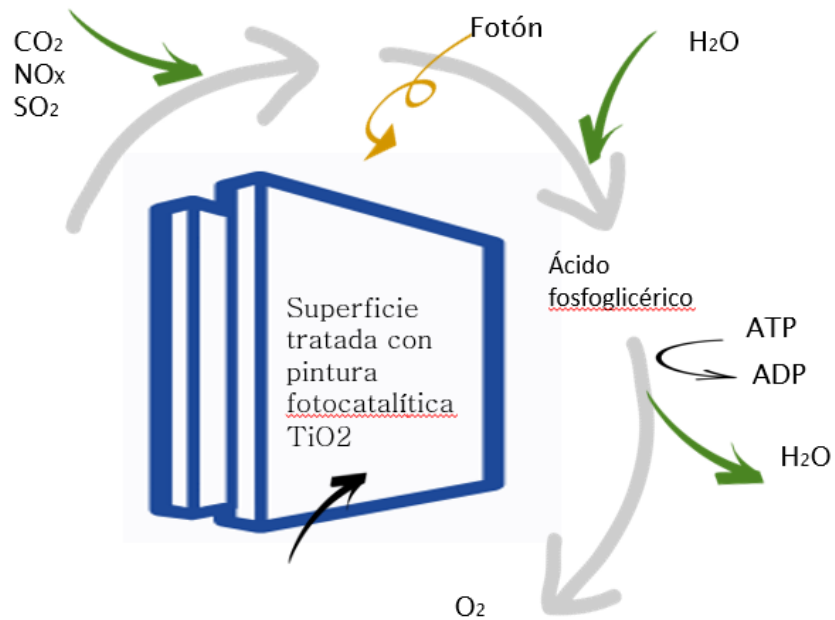 CO₂
NOx
SO₂
Fotón
H₂O
Ácido
fosfoglicérico
Superficie
tratada con
pintura
fotocatalítica
TiO2
ATP
ADP
H₂O
O₂